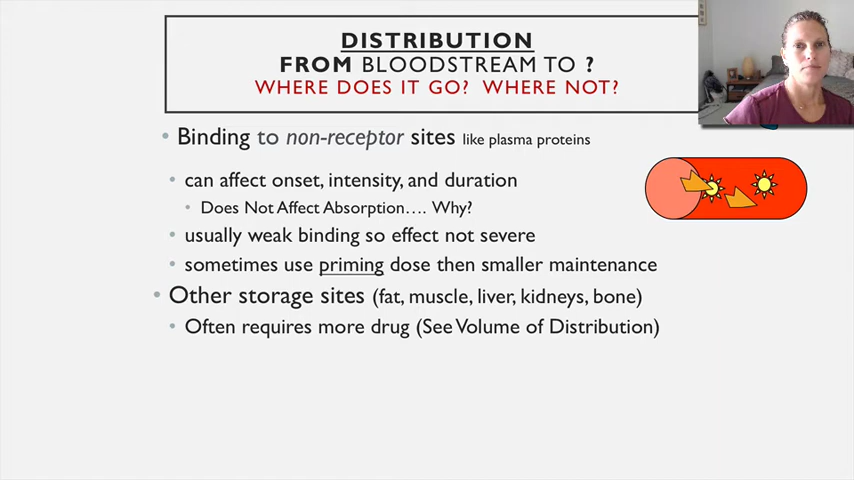 DISTRIBUTION
FROM BLOODSTREAM TO ?
WHERE DOES IT GO? WHERE NOT?
• Binding to non-receptor sites like plasma proteins
• can affect onset, intensity, and duration
• Does Not Affect Absorption…. Why?
• usually weak binding so effect not severe
• sometimes use priming dose then smaller maintenance
• Other storage sites (fat, muscle, liver, kidneys, bone)
• Often requires more drug (See Volume of Distribution)